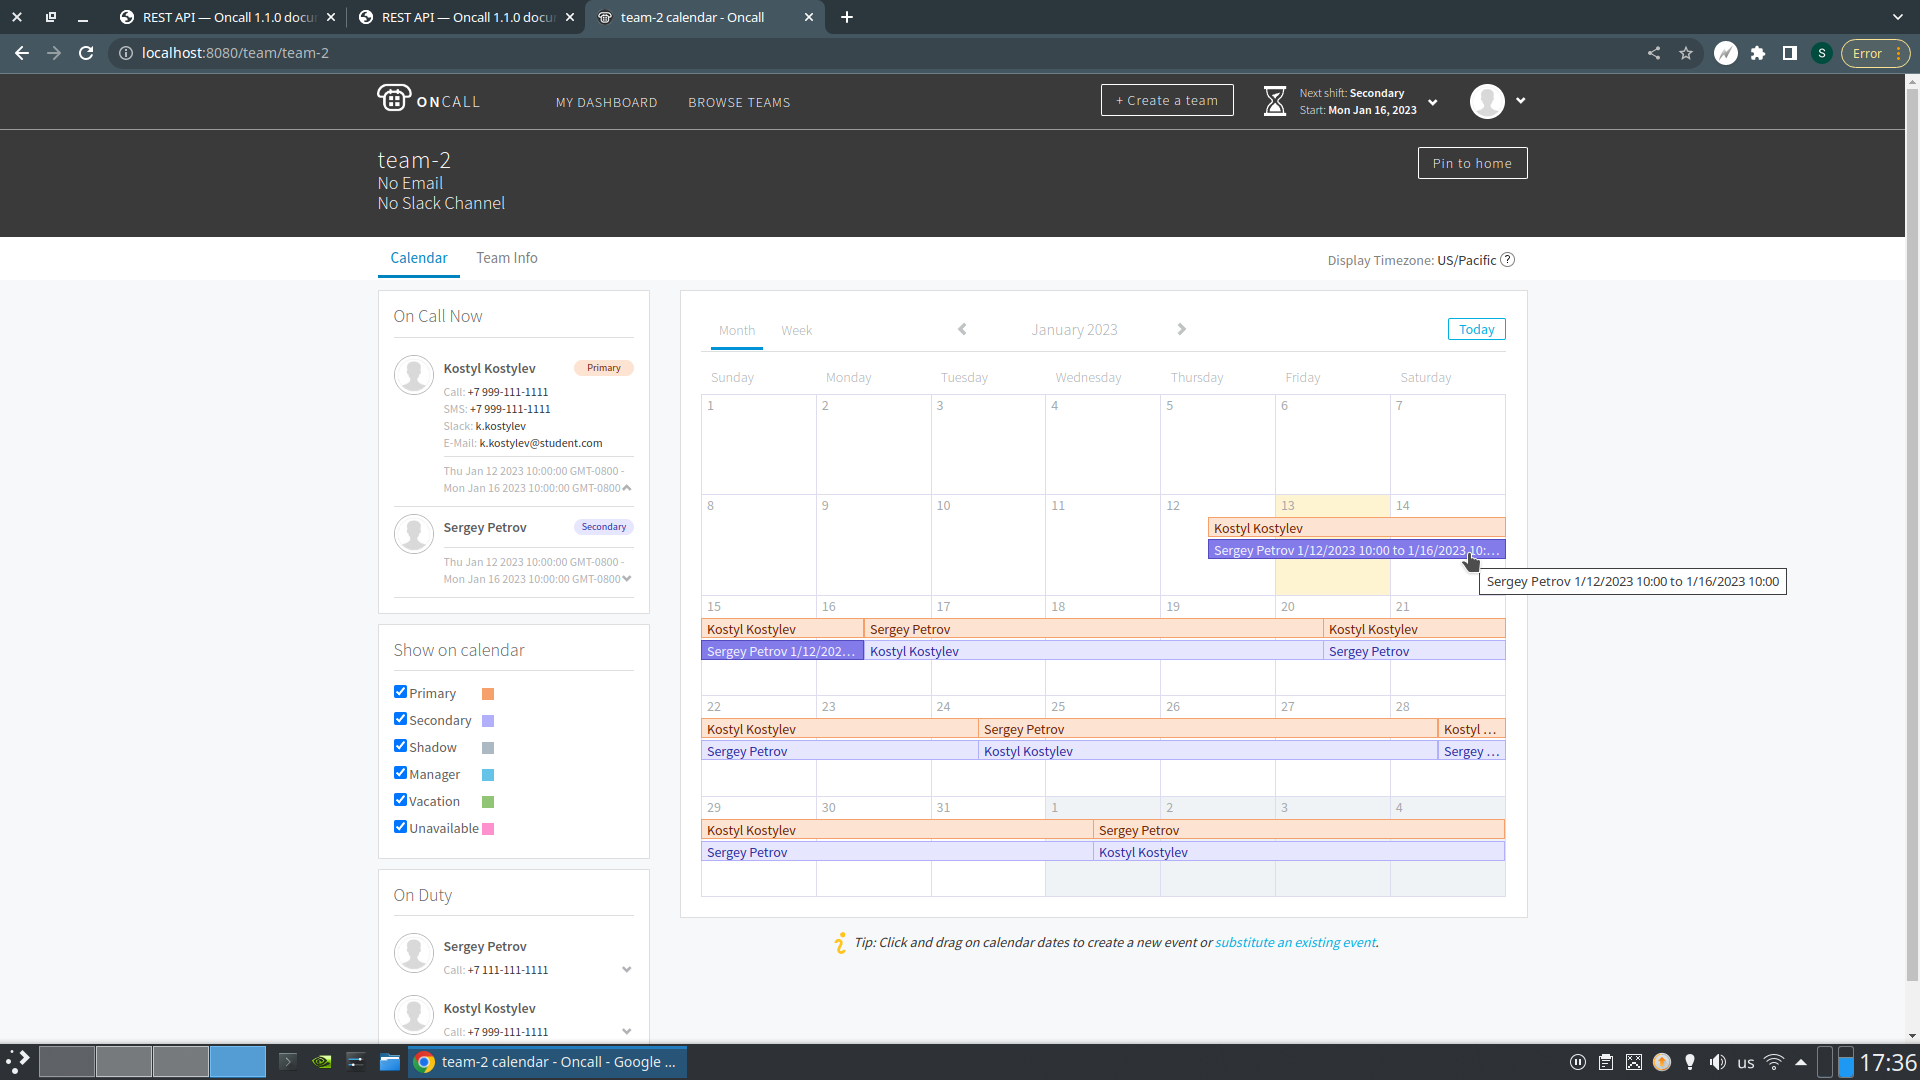 REST API — Oncall 1.1.0 docu
REST API — Oncall 1.1.0 docu
team-2 calendar - Oncall
localhost:8080/team/team-2
S
Error
ONCALL
MY DASHBOARD
BROWSE TEAMS
+ Create a team
Next shift: Secondary
Start: Mon Jan 16, 2023
team-2
No Email
No Slack Channel
Pin to home
Calendar
Team Info
Display Timezone: US/Pacific ?
On Call Now
Kostyl Kostylev
Primary
Call: +7 999-111-1111
SMS: +7 999-111-1111
Slack: k.kostylev
E-Mail: k.kostylev@student.com
Thu Jan 12 2023 10:00:00 GMT-0800 -
Mon Jan 16 2023 10:00:00 GMT-0800
Sergey Petrov
Secondary
Thu Jan 12 2023 10:00:00 GMT-0800 -
Mon Jan 16 2023 10:00:00 GMT-0800
Show on calendar
Primary
Secondary
Shadow
Manager
Vacation
Unavailable
On Duty
Sergey Petrov
Call: +7 111-111-1111
Kostyl Kostylev
Call: +7 999-111-1111
Month
Week
January 2023
Today
Sunday Monday Tuesday Wednesday Thursday Friday Saturday
1 2 3 4 5 6 7
8 9 10 11 12 13 14
Kostyl Kostylev
Sergey Petrov 1/12/2023 10:00 to 1/16/2023 10:...
Sergey Petrov 1/12/2023 10:00 to 1/16/2023 10:00
15 16 17 18 19 20 21
Kostyl Kostylev Sergey Petrov Kostyl Kostylev
Sergey Petrov 1/12/202... Kostyl Kostylev Sergey Petrov
22 23 24 25 26 27 28
Kostyl Kostylev Sergey Petrov Kostyl ...
Sergey Petrov Kostyl Kostylev Sergey ...
29 30 31 1 2 3 4
Kostyl Kostylev Sergey Petrov
Sergey Petrov Kostyl Kostylev
Tip: Click and drag on calendar dates to create a new event or substitute an existing event.
team-2 calendar - Oncall - Google ...
us
17:36